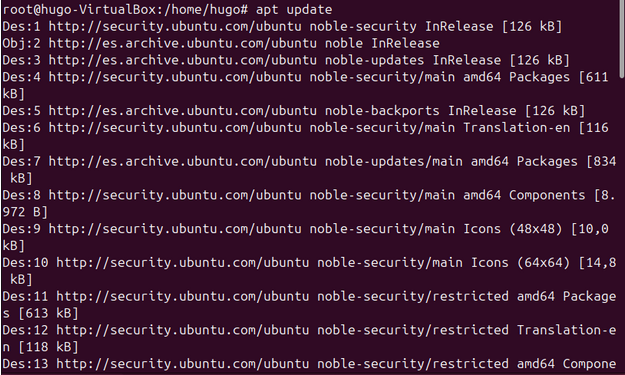 root@hugo-VirtualBox:/home/hugo# apt update
Des:1 http://security.ubuntu.com/ubuntu noble-security InRelease [126 kB]
Obj:2 http://es.archive.ubuntu.com/ubuntu noble InRelease
Des:3 http://es.archive.ubuntu.com/ubuntu noble-updates InRelease [126 kB]
Des:4 http://security.ubuntu.com/ubuntu noble-security/main amd64 Packages [611
kB]
Des:5 http://es.archive.ubuntu.com/ubuntu noble-backports InRelease [126 kB]
Des:6 http://security.ubuntu.com/ubuntu noble-security/main Translation-en [116
kB]
Des:7 http://es.archive.ubuntu.com/ubuntu noble-updates/main amd64 Packages [834
 kB]
Des:8 http://security.ubuntu.com/ubuntu noble-security/main amd64 Components [8.
972 B]
Des:9 http://security.ubuntu.com/ubuntu noble-security/main Icons (48x48) [10,0
kB]
Des:10 http://security.ubuntu.com/ubuntu noble-security/main Icons (64x64) [14,8
 kB]
Des:11 http://security.ubuntu.com/ubuntu noble-security/restricted amd64 Package
s [613 kB]
Des:12 http://security.ubuntu.com/ubuntu noble-security/restricted Translation-e
n [118 kB]
Des:13 http://security.ubuntu.com/ubuntu noble-security/restricted amd64 Compone